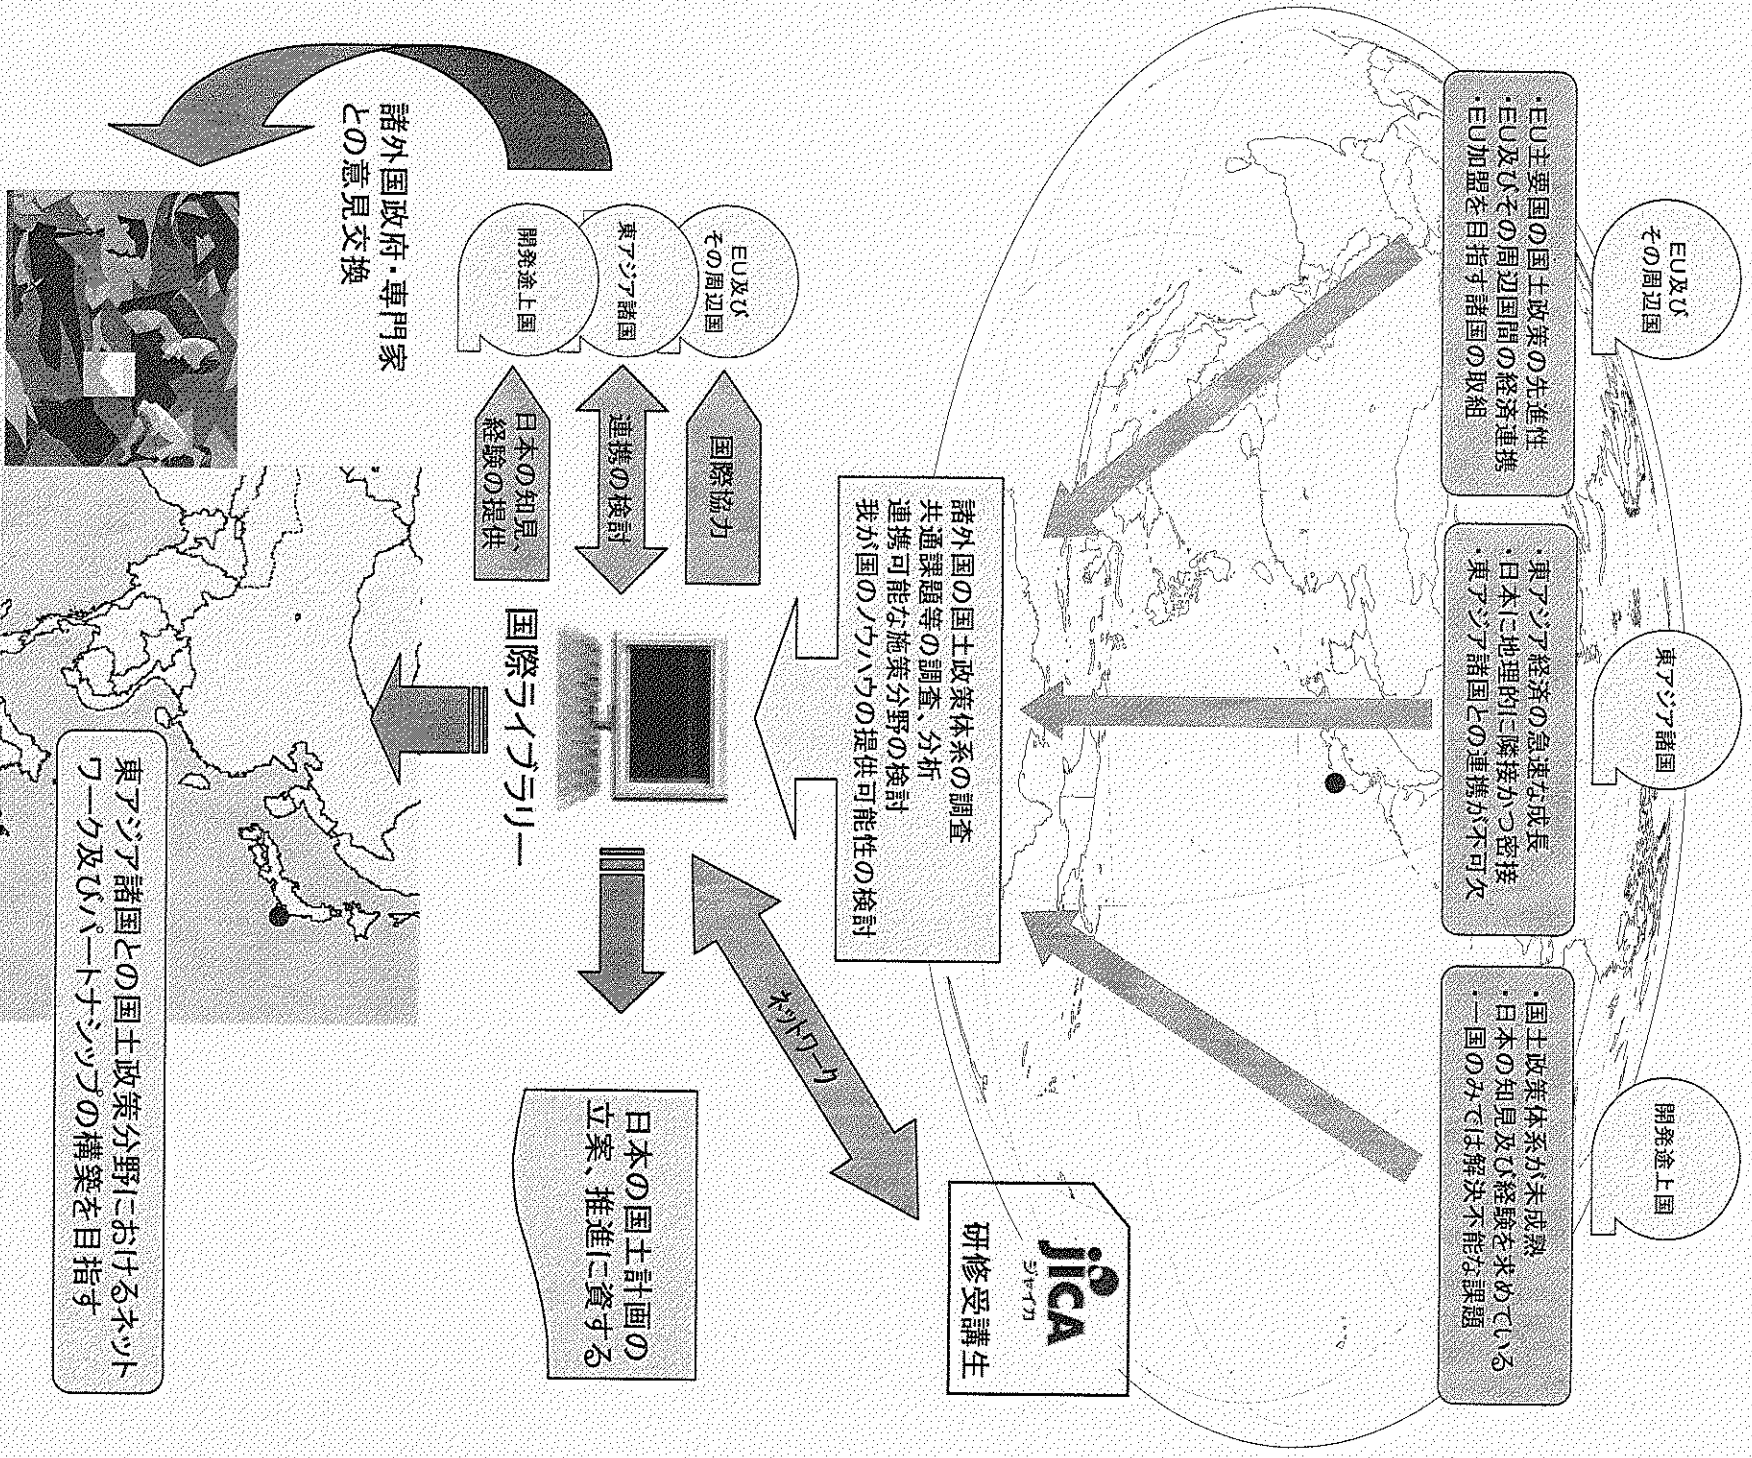 EU及び
その周辺国
・EU主要国の国土政策の先進性
・EU及びその周辺国間の経済連携
・EU加盟を目指す諸国の取組
東アジア諸国
・東アジア経済の急速な成長
・日本に地理的に隣接かつ密接
・東アジア諸国との連携が不可欠
開発途上国
・国土政策体系が未成熟
・日本の知見及び経験を求めている
・一国のみでは解決不能な課題
諸外国の国土政策体系の調査
共通課題等の調査、分析
連携可能な施策分野の検討
我が国のノウハウの提供可能性の検討
jica
ジャイカ
研修受講生
ネットワーク
EU及び
その周辺国
東アジア諸国
開発途上国
国際協力
連携の検討
日本の知見、
経験の提供
国際ライブラリー
日本の国土計画の
立案、推進に資する
諸外国政府・専門家
との意見交換
東アジア諸国との国土政策分野におけるネット
ワーク及びパートナシップの構築を目指す